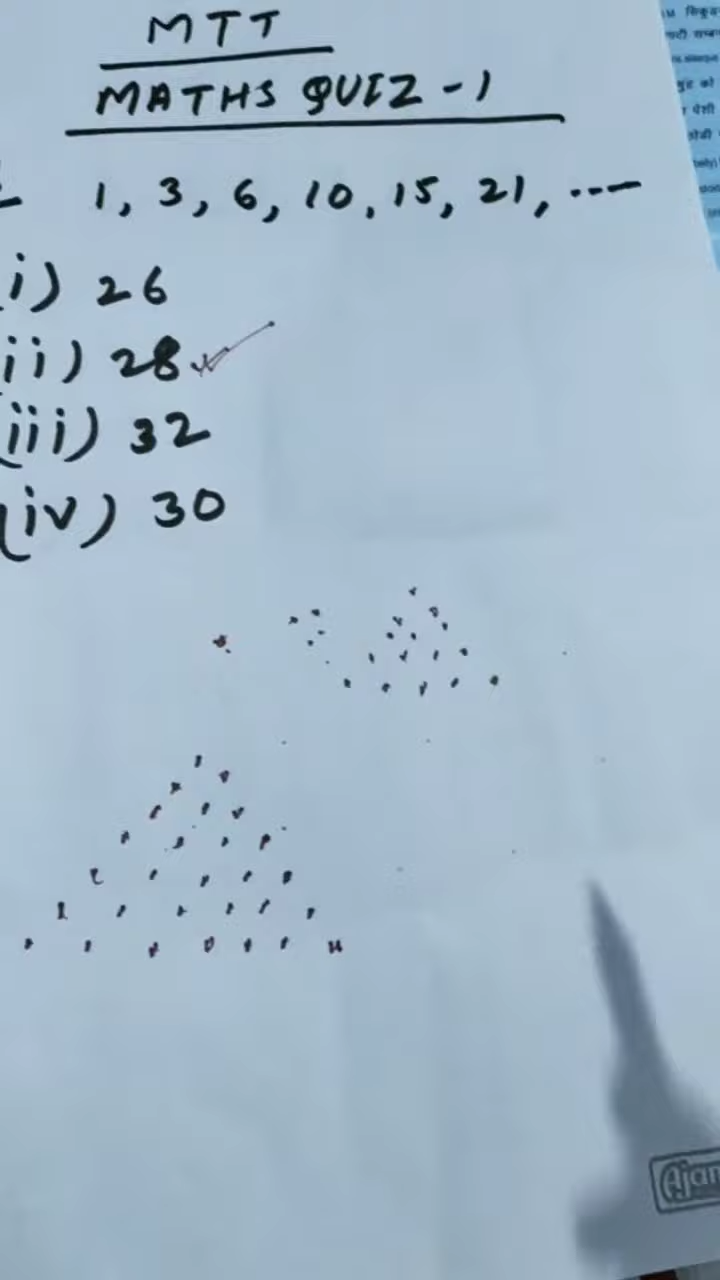 MTT
MATHS QUIZ - 1
1, 3, 6, 10, 15, 21, ---
i) 26
ii) 28
(iii) 32
(iv) 30